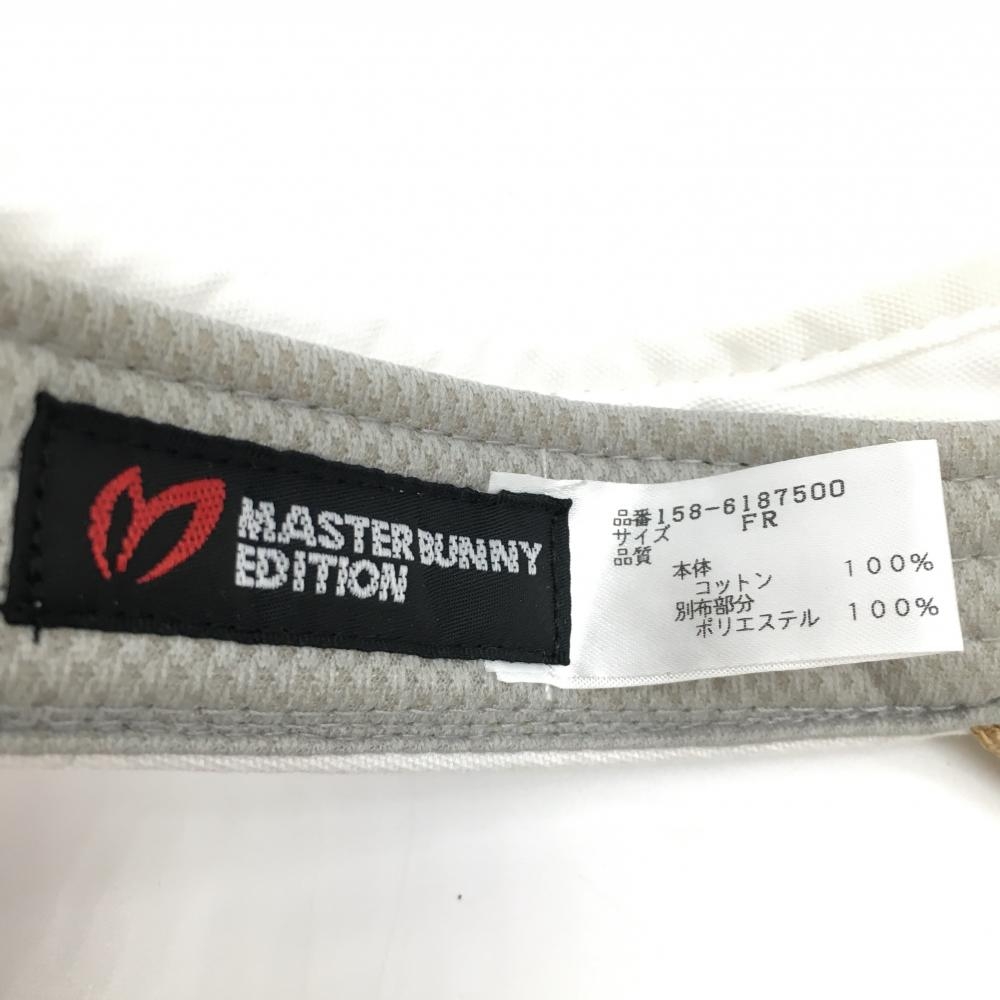 MASTER BUNNY
EDITION
品番158-6187500
サイズ FR
品質
本体
コットン 100%
別布部分
ポリエステル 100%